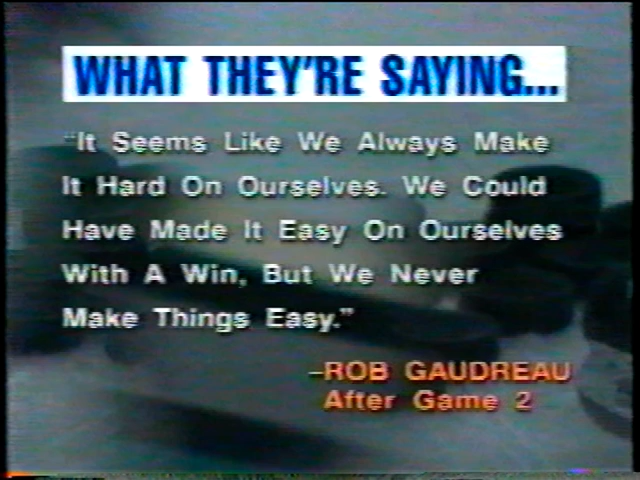 WHAT THEY'RE SAYING...
"It Seems Like We Always Make
It Hard On Ourselves. We Could
Have Made It Easy On Ourselves
With A Win, But We Never
Make Things Easy."
–ROB GAUDREAU
After Game 2